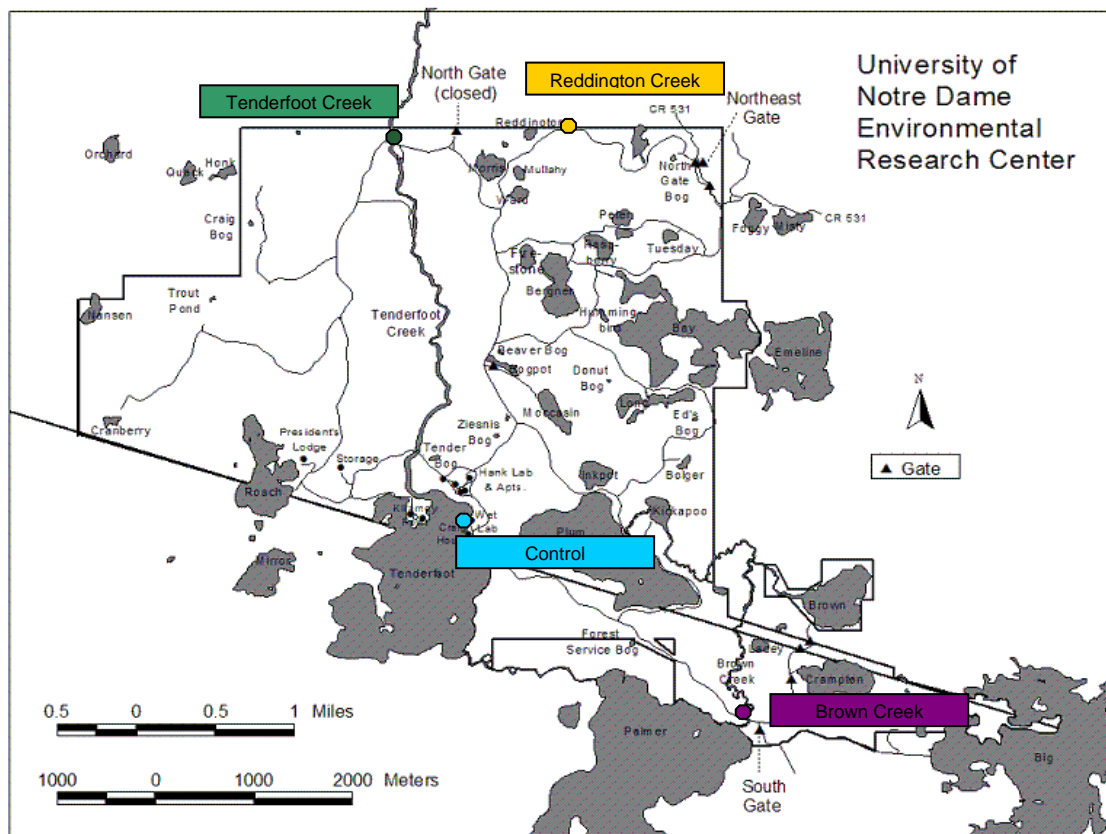 University of
Notre Dame
Environmental
Research Center
North Gate
(closed)
Reddington Creek
Tenderfoot Creek
Northeast
Gate
CR 531
Reddington
Orchard
Quack
Honk
Morris
Mullahy
Ward
North
Gate
Bog
CR 531
Craig
Bog
Peter
Foggy
Misty
Tuesday
Rasp-
berry
Fire-
stone
Bergner
Trout
Pond
Nansen
Tenderfoot
Creek
Humming-
bird
Bay
Emeline
Beaver Bog
Bogpot
Donut
Bog
N
Moccasin
Long
Ed's
Bog
Cranberry
President's
Lodge
Ziesnis
Bog
Storage
Tender
Bog
Hank Lab
& Apts.
Gate
Inkpot
Bolger
Roach
Kickapoo
Wet
Lab
Plum
Control
Mirror
Tenderfoot
Brown
Forest
Service Bog
Brown
Creek
Crampton
0.5 0 0.5 1 Miles
Brown Creek
Palmer
Big
1000 0 1000 2000 Meters
South
Gate